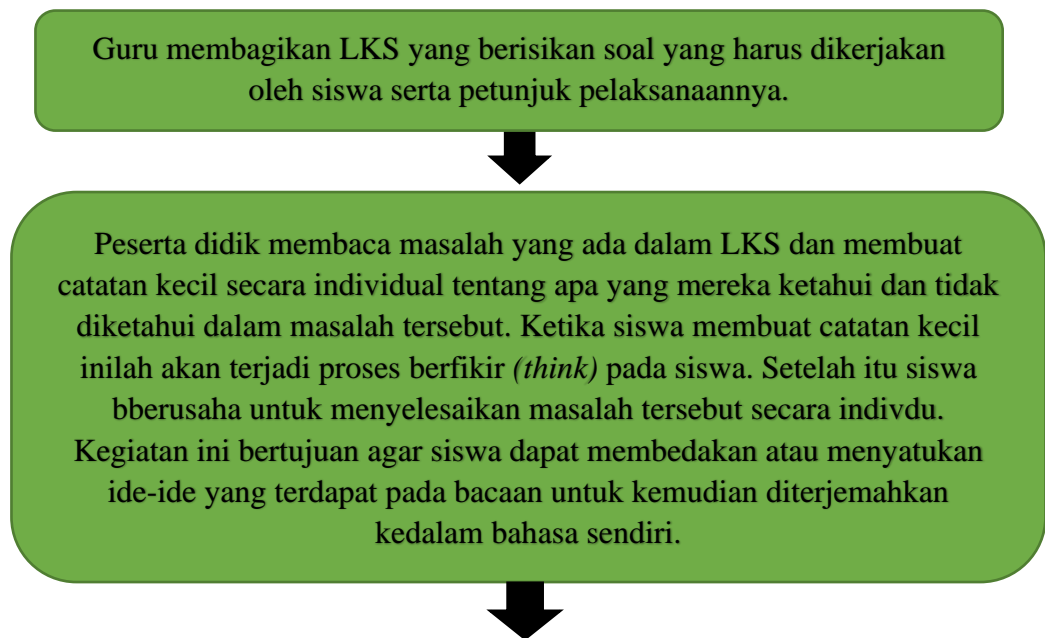 Guru membagikan LKS yang berisikan soal yang harus dikerjakan
oleh siswa serta petunjuk pelaksanaannya.
Peserta didik membaca masalah yang ada dalam LKS dan membuat
catatan kecil secara individual tentang apa yang mereka ketahui dan tidak
diketahui dalam masalah tersebut. Ketika siswa membuat catatan kecil
inilah akan terjadi proses berfikir (think) pada siswa. Setelah itu siswa
bberusaha untuk menyelesaikan masalah tersebut secara indivdu.
Kegiatan ini bertujuan agar siswa dapat membedakan atau menyatukan
ide-ide yang terdapat pada bacaan untuk kemudian diterjemahkan
kedalam bahasa sendiri.